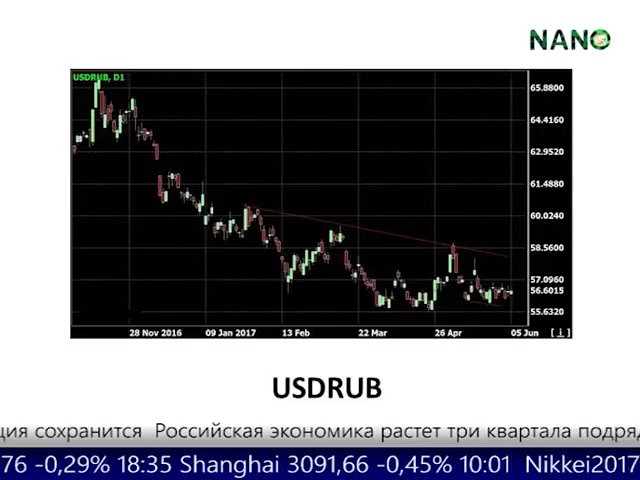 NANO
USDRUB, D1
65.8800
64.4160
62.9520
61.4880
60.0240
58.5600
57.0960
56.6015
55.6320
28 Nov 2016 09 Jan 2017 13 Feb 22 Mar 26 Apr 05 Jun [ i ]
USDRUB
ция сохранится Российская экономика растет три квартала подряд
76 -0,29% 18:35 Shanghai 3091,66 -0,45% 10:01 Nikkei2017